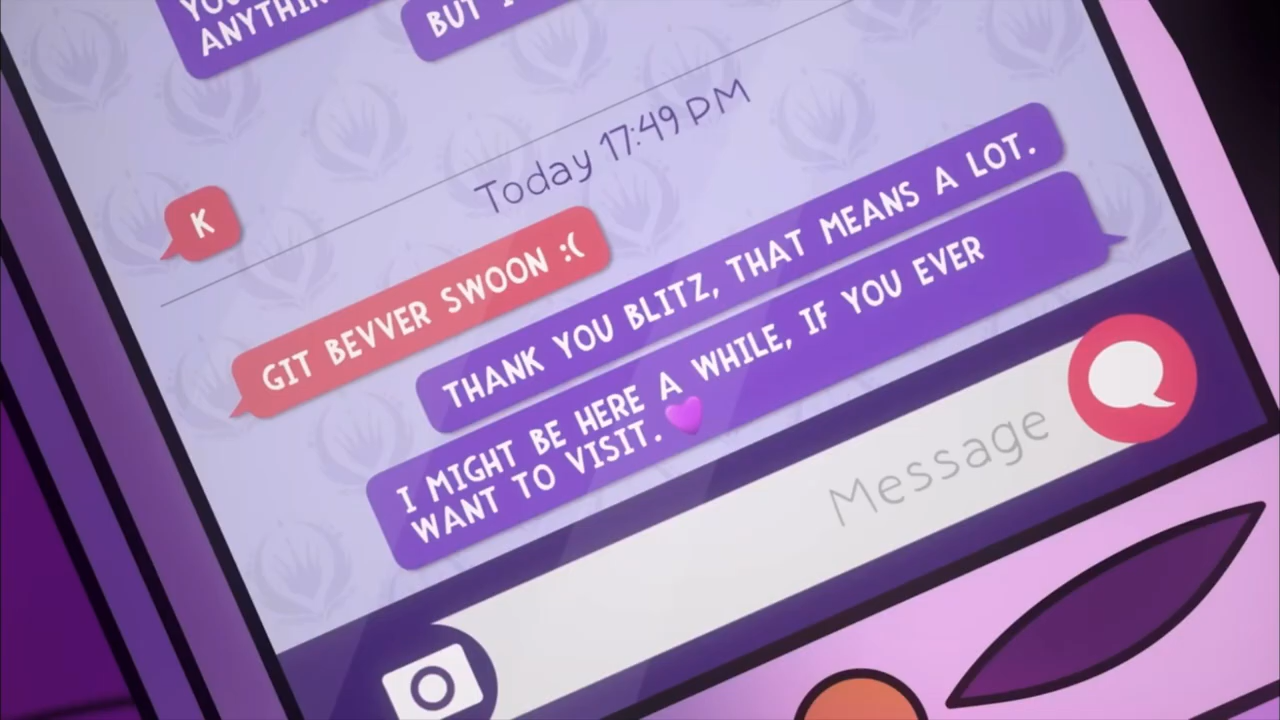 ANYTHIN
BUT I
K
Today 17:49 PM
GIT BEVVER SWOON :(
THANK YOU BLITZ, THAT MEANS A LOT.
I MIGHT BE HERE A WHILE, IF YOU EVER
WANT TO VISIT. 💜
Message